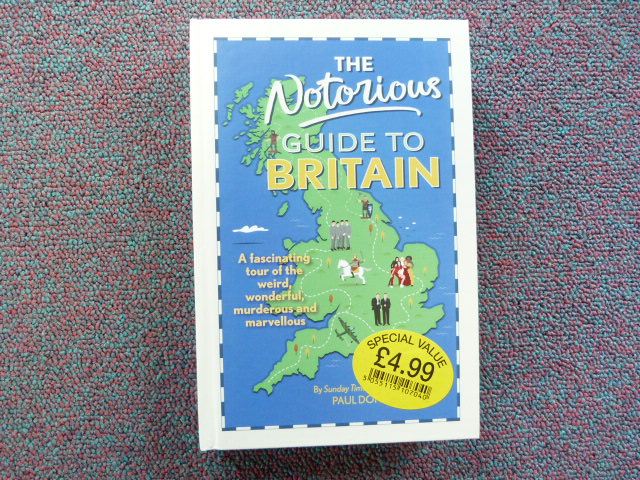 THE
Notorious
GUIDE TO
BRITAIN
A fascinating
tour of the
weird,
wonderful,
murderous and
marvellous
SPECIAL VALUE
£4.99
5035115107040
By Sunday
PAUL